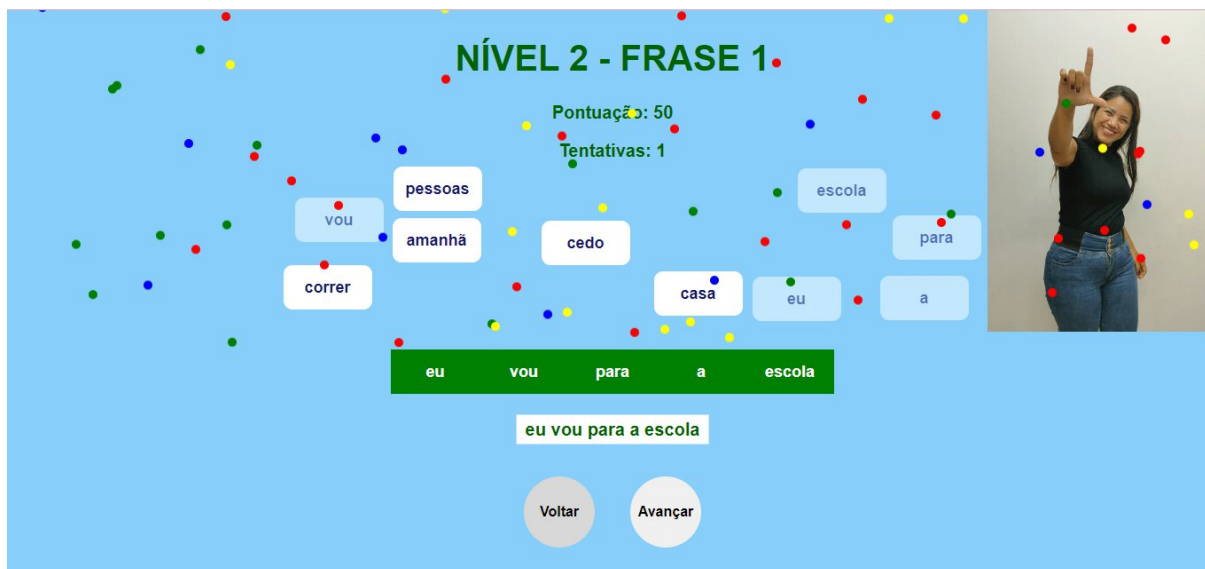 NÍVEL 2 - FRASE 1
Pontuação: 50
Tentativas: 1
pessoas
escola
vou
amanhã
cedo
para
correr
casa
eu
a
eu vou para a escola
eu vou para a escola
Voltar Avançar